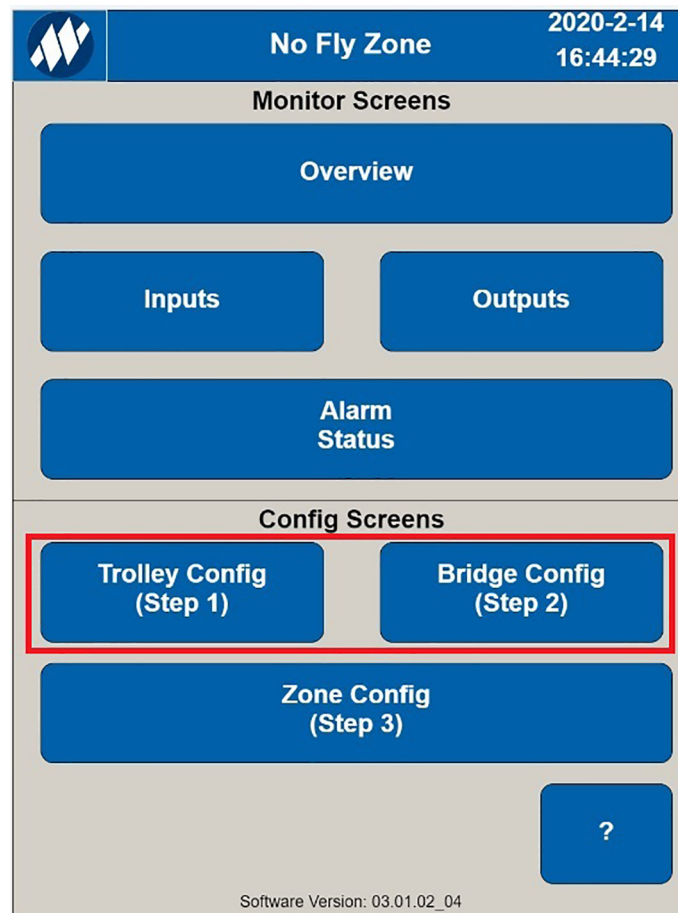 No Fly Zone
2020-2-14
16:44:29
Monitor Screens
Overview
Inputs
Outputs
Alarm
Status
Config Screens
Trolley Config
(Step 1)
Bridge Config
(Step 2)
Zone Config
(Step 3)
?
Software Version: 03.01.02_04